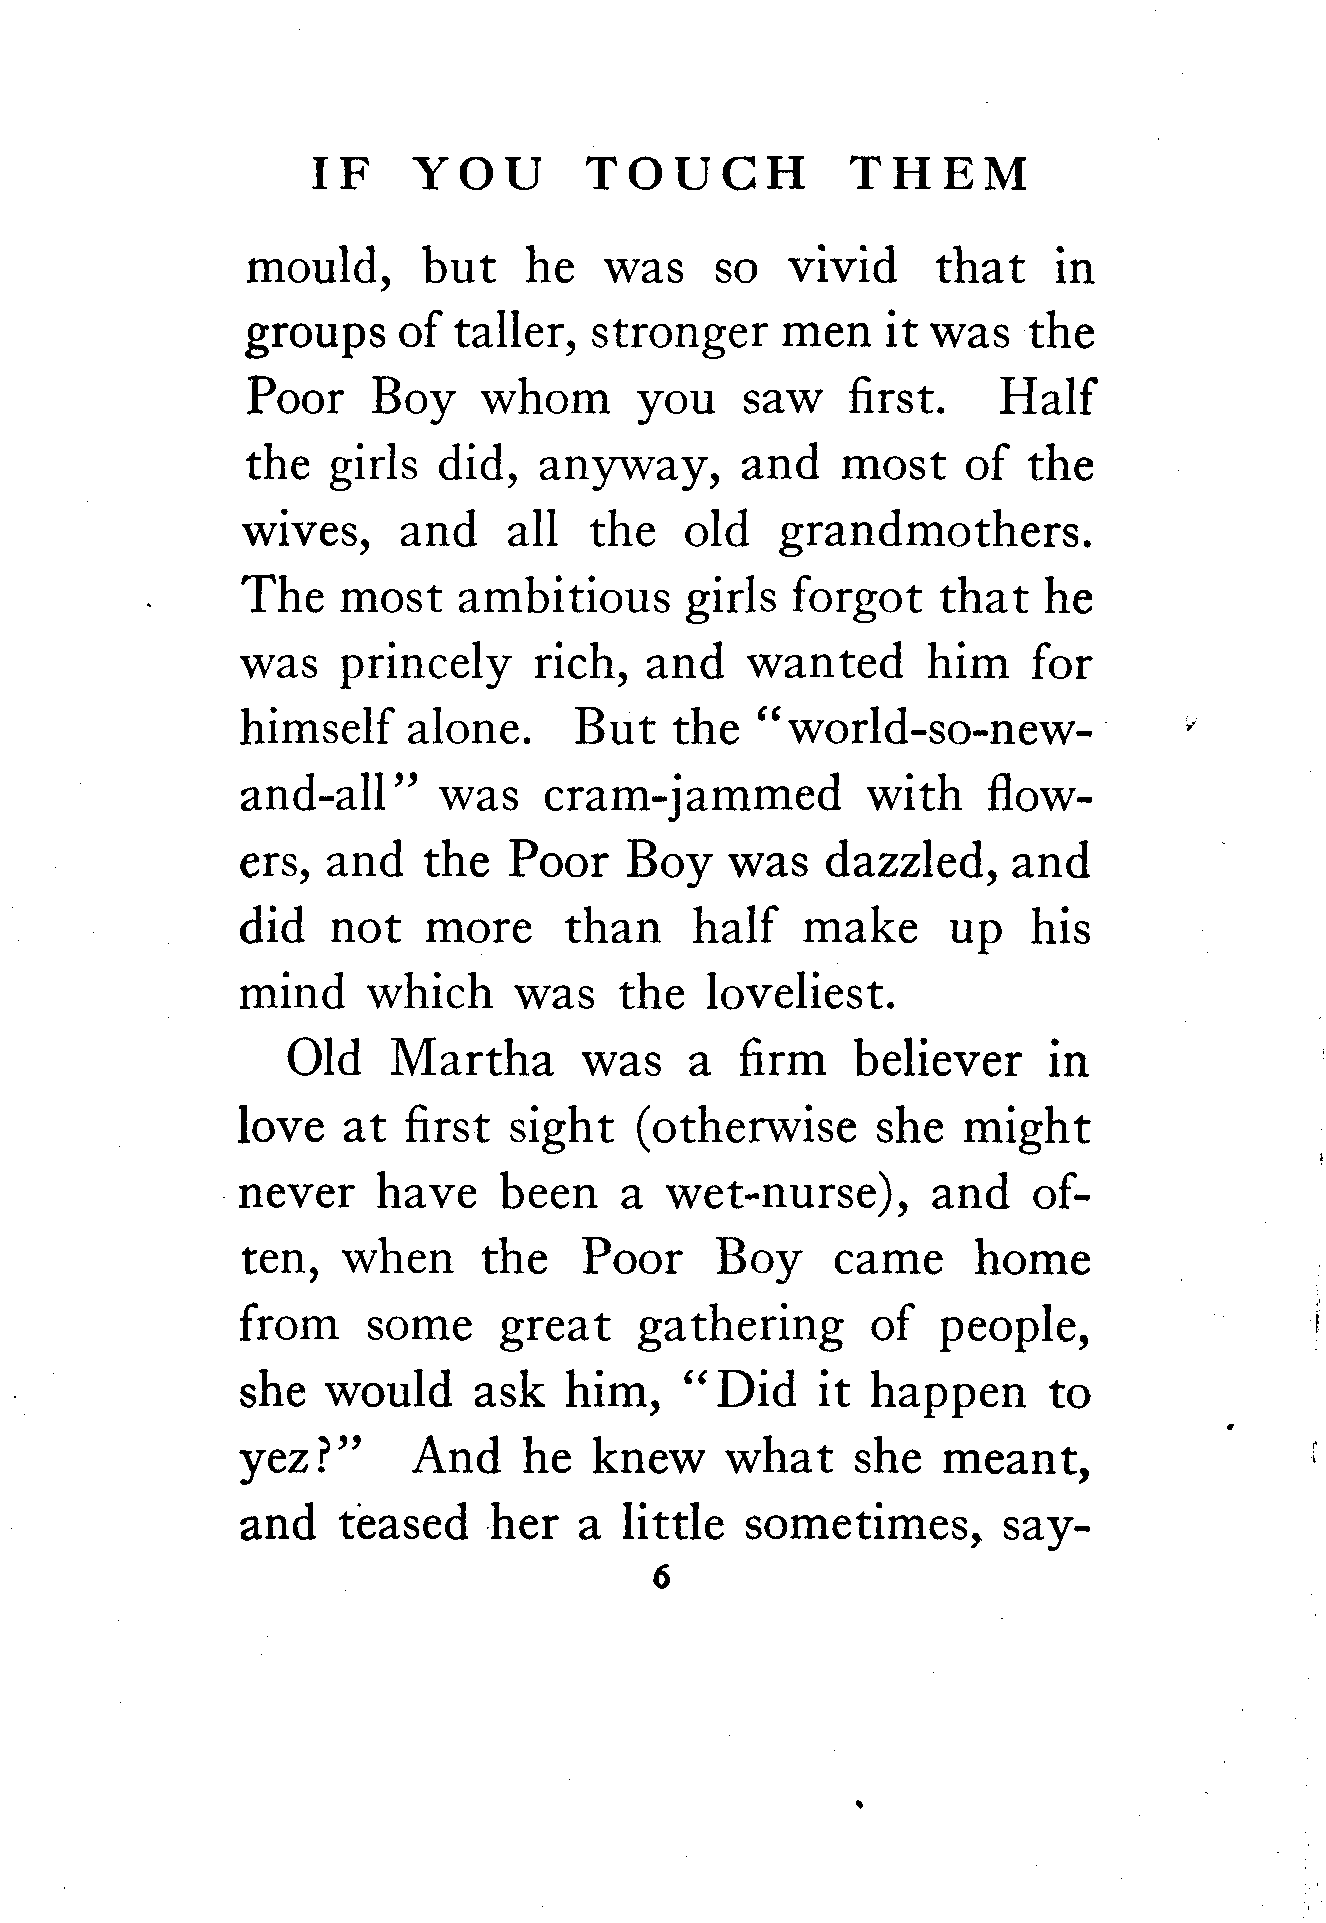 IF YOU TOUCH THEM
mould, but he was so vivid that in
groups of taller, stronger men it was the
Poor Boy whom you saw first. Half
the girls did, anyway, and most of the
wives, and all the old grandmothers.
The most ambitious girls forgot that he
was princely rich, and wanted him for
himself alone. But the “world-so-new-
and-all” was cram-jammed with flow-
ers, and the Poor Boy was dazzled, and
did not more than half make up his
mind which was the loveliest.
Old Martha was a firm believer in
love at first sight (otherwise she might
never have been a wet-nurse), and of-
ten, when the Poor Boy came home
from some great gathering of people,
she would ask him, “Did it happen to
yez?” And he knew what she meant,
and teased her a little sometimes, say-
6